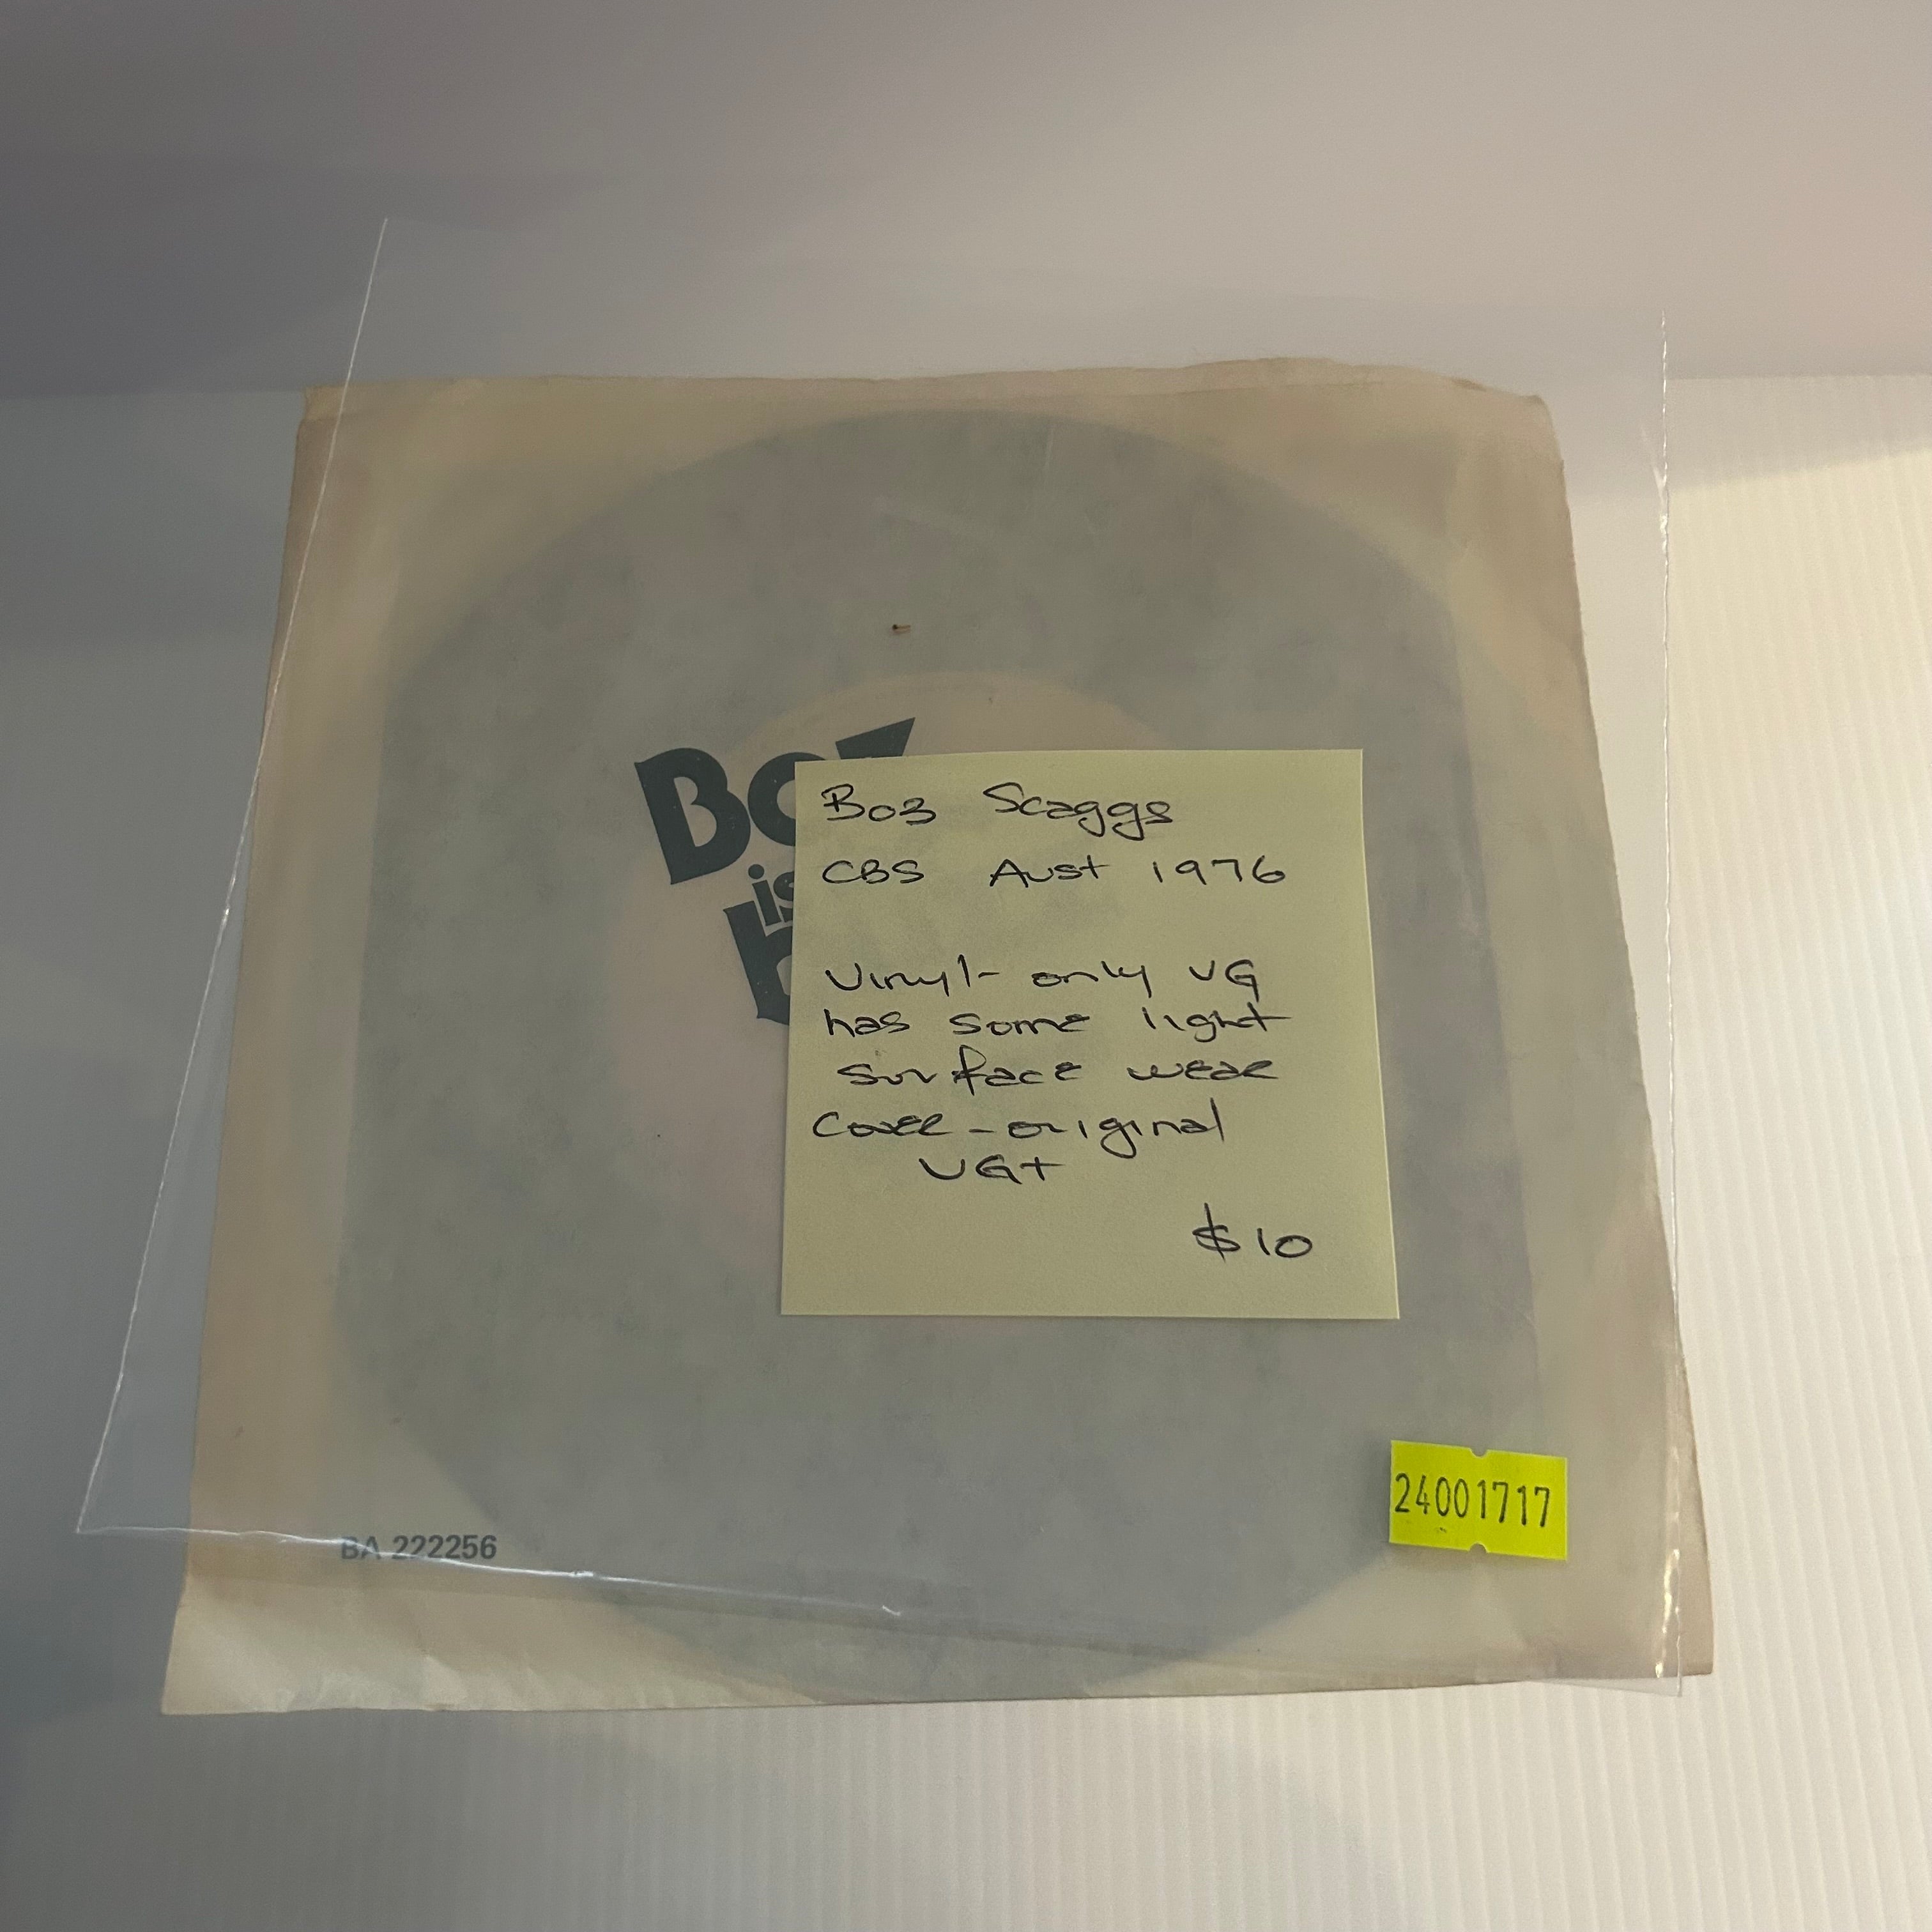 Boz
is
Boz Scaggs
CBS Aust 1976
Vinyl - only VG
has some light
surface wear
Cover - original
VG+
$10
24001717
BA 222256